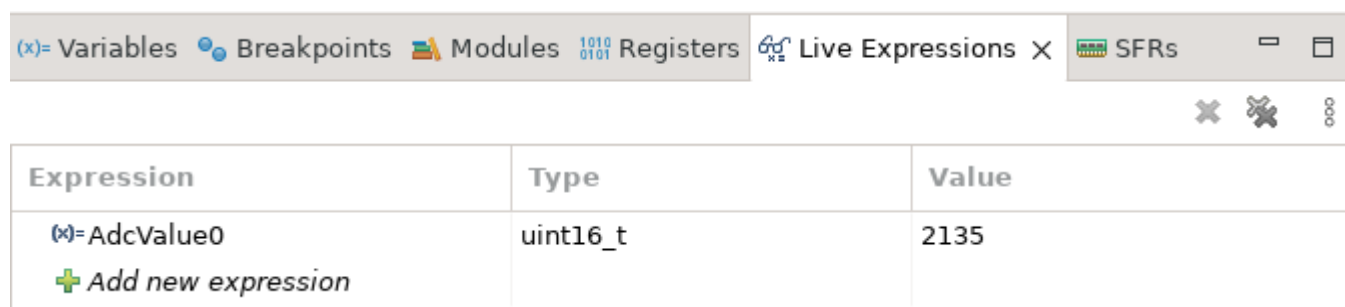 (x)= Variables Breakpoints Modules 1010 0101 Registers Live Expressions SFRs
Expression Type Value
(x)= AdcValue0 uint16_t 2135
Add new expression